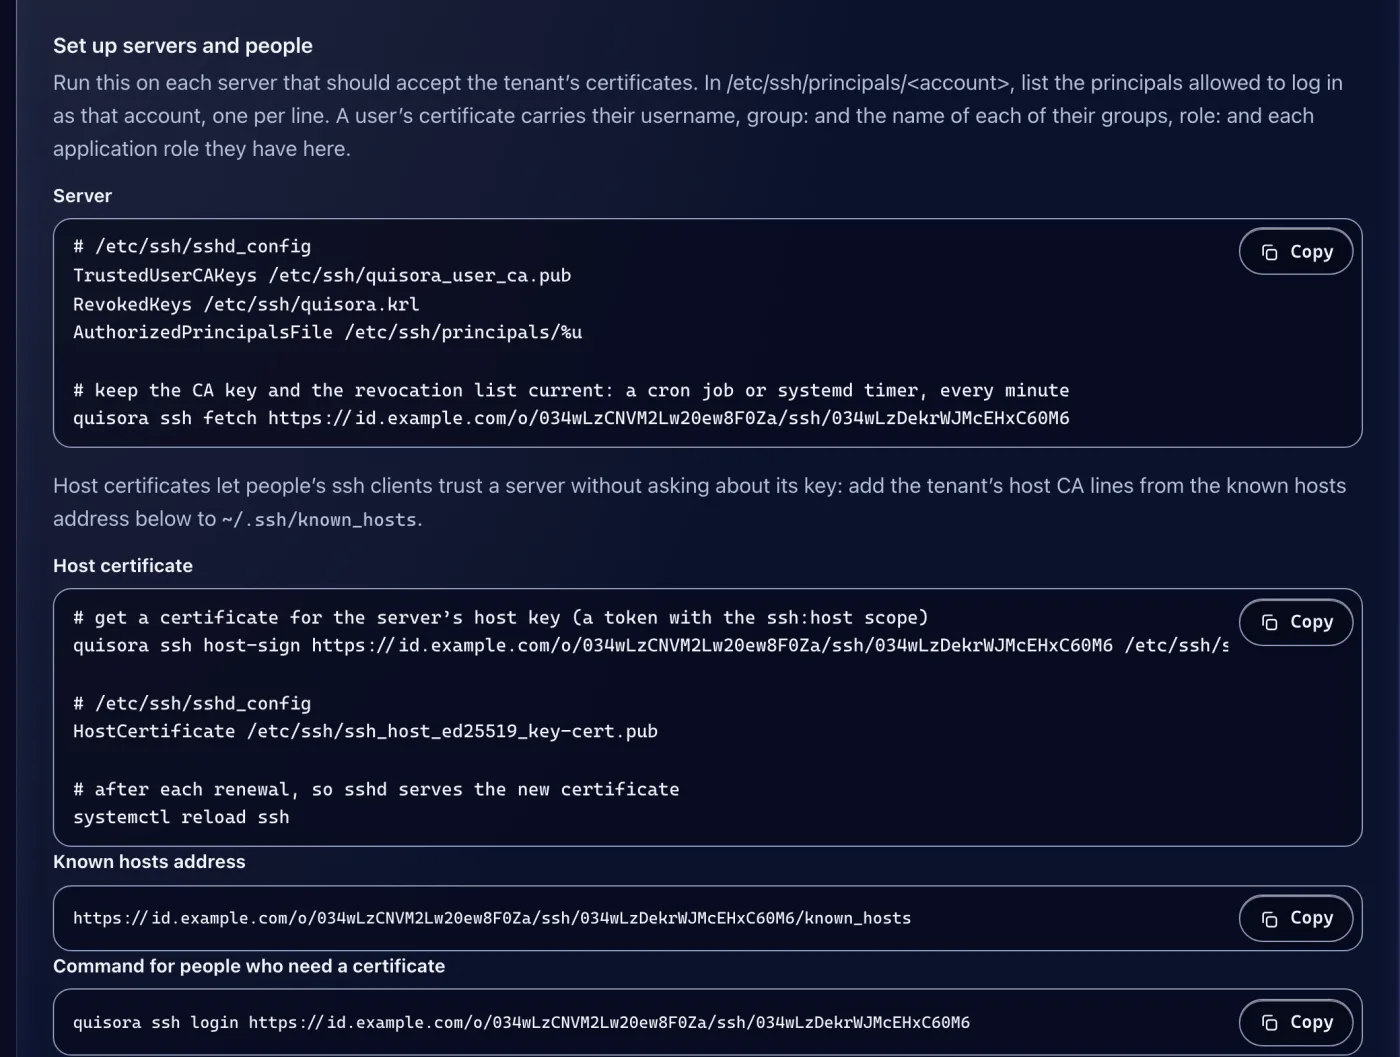 Set up servers and people
Run this on each server that should accept the tenant’s certificates. In /etc/ssh/principals/<account>, list the principals allowed to log in
as that account, one per line. A user’s certificate carries their username, group: and the name of each of their groups, role: and each
application role they have here.
Server
# /etc/ssh/sshd_config
TrustedUserCAKeys /etc/ssh/quisora_user_ca.pub
RevokedKeys /etc/ssh/quisora.krl
AuthorizedPrincipalsFile /etc/ssh/principals/%u
Copy
# keep the CA key and the revocation list current: a cron job or systemd timer, every minute
quisora ssh fetch https://id.example.com/o/034wLzCNVM2Lw20ew8F0Za/ssh/034wLzDekrWJMcEHxC60M6
Host certificates let people’s ssh clients trust a server without asking about its key: add the tenant’s host CA lines from the known hosts
address below to ~/.ssh/known_hosts.
Host certificate
# get a certificate for the server’s host key (a token with the ssh:host scope)
Copy
quisora ssh host-sign https://id.example.com/o/034wLzCNVM2Lw20ew8F0Za/ssh/034wLzDekrWJMcEHxC60M6 /etc/ssh/s
# /etc/ssh/sshd_config
HostCertificate /etc/ssh/ssh_host_ed25519_key-cert.pub
# after each renewal, so sshd serves the new certificate
systemctl reload ssh
Known hosts address
https://id.example.com/o/034wLzCNVM2Lw20ew8F0Za/ssh/034wLzDekrWJMcEHxC60M6/known_hosts
Copy
Command for people who need a certificate
quisora ssh login https://id.example.com/o/034wLzCNVM2Lw20ew8F0Za/ssh/034wLzDekrWJMcEHxC60M6
Copy